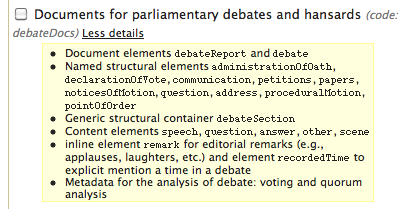 Documents for parliamentary debates and hansards (code:
debateDocs) Less details
• Document elements debateReport and debate
• Named structural elements administrationOfOath,
declarationOfVote, communication, petitions, papers,
noticesOfMotion, question, address, proceduralMotion,
pointOfOrder
• Generic structural container debateSection
• Content elements speech, question, answer, other, scene
• inline element remark for editorial remarks (e.g.,
applauses, laughters, etc.) and element recordedTime to
explicit mention a time in a debate
• Metadata for the analysis of debate: voting and quorum
analysis